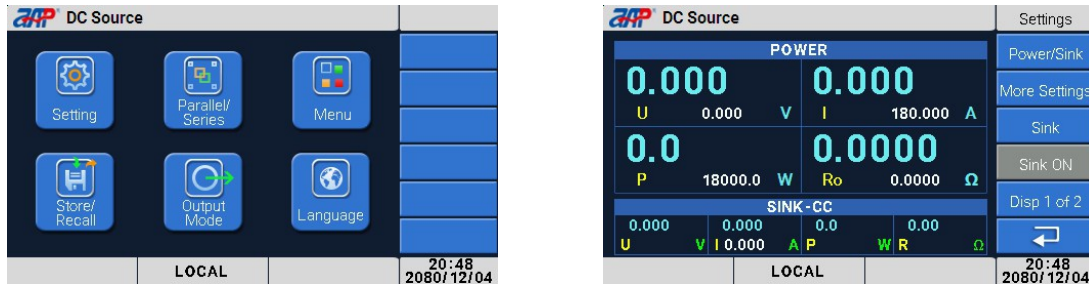 AAP DC Source
Setting
Parallel/
Series
Menu
Store/
Recall
Output
Mode
Language
LOCAL
20:48
2080/12/04
AAP DC Source
Settings
POWER
0.000 0.000
U 0.000 V I 180.000 A
0.0 0.0000
P 18000.0 W Ro 0.0000 Ω
SINK-CC
0.000 0.000 0.0 0.00
U V I 0.000 A P W R Ω
Power/Sink
More Settings
Sink
Sink ON
Disp 1 of 2
LOCAL
20:48
2080/12/04